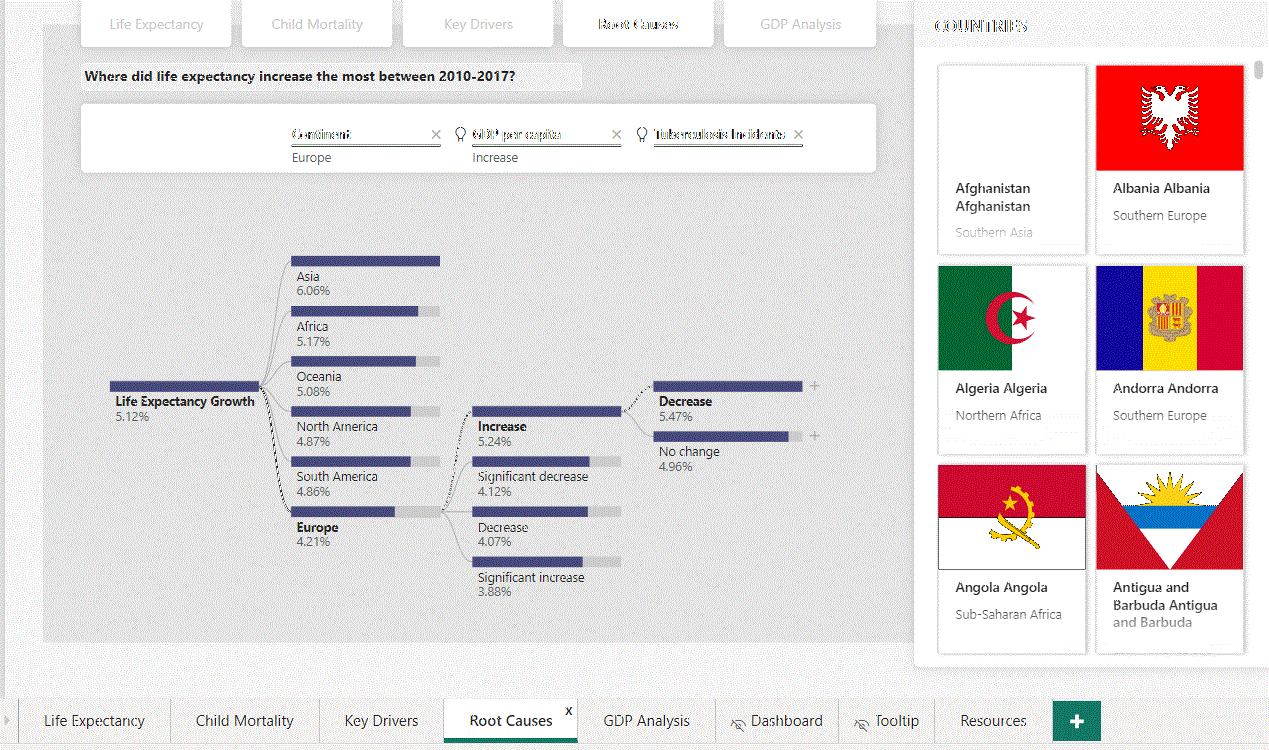 Life Expectancy
Child Mortality
Key Drivers
Root Causes
GDP Analysis
COUNTRIES
Where did life expectancy increase the most between 2010-2017?
Continent
GDP per capita
Tuberculosis Incidents
Europe
Increase
Asia
6.06%
Africa
5.17%
Oceania
5.08%
North America
4.87%
South America
4.86%
Europe
4.21%
Life Expectancy Growth
5.12%
Increase
5.24%
Significant decrease
4.12%
Decrease
4.07%
Significant increase
3.88%
Decrease
5.47%
No change
4.96%
Afghanistan
Afghanistan
Southern Asia
Albania Albania
Southern Europe
Algeria Algeria
Northern Africa
Andorra Andorra
Southern Europe
Angola Angola
Sub-Saharan Africa
Antigua and
Barbuda Antigua
and Barbuda
Life Expectancy
Child Mortality
Key Drivers
Root Causes
x
GDP Analysis
Dashboard
Tooltip
Resources